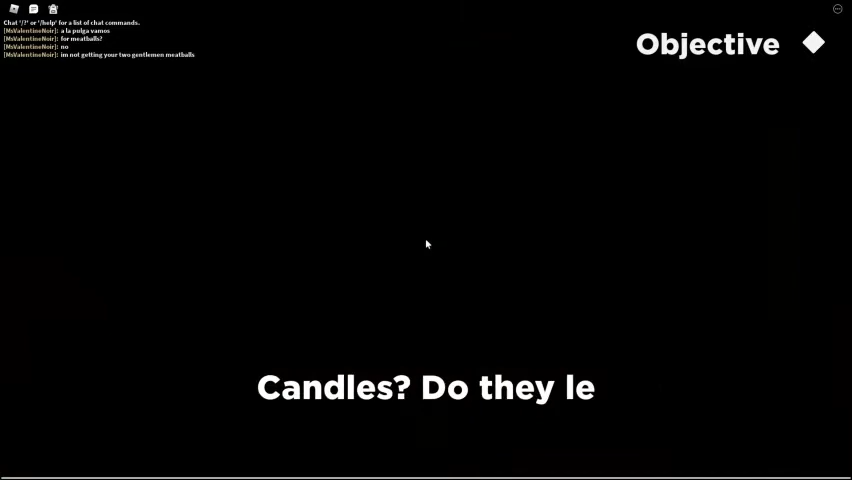 Chat '/?' or '/help' for a list of chat commands.
[MsValentineNoir]: a la pulga vamos
[MsValentineNoir]: for meatballs?
[MsValentineNoir]: no
[MsValentineNoir]: im not getting your two gentlemen meatballs
Objective
Candles? Do they le